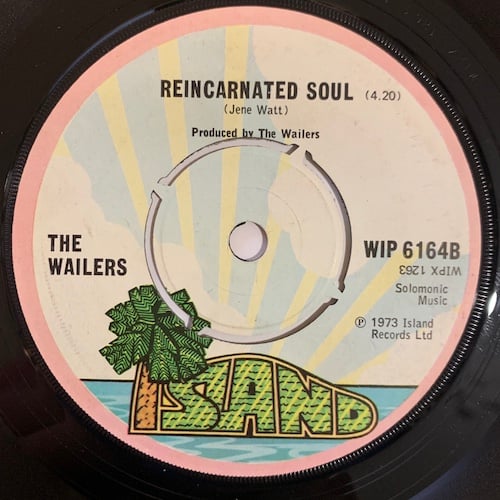 REINCARNATED SOUL (4.20)
(Jene Watt)
Produced by The Wailers
THE
WAILERS
WIP 6164B
WIPX 1263
Solomonic
Music
℗ 1973 Island
Records Ltd
ISLAND